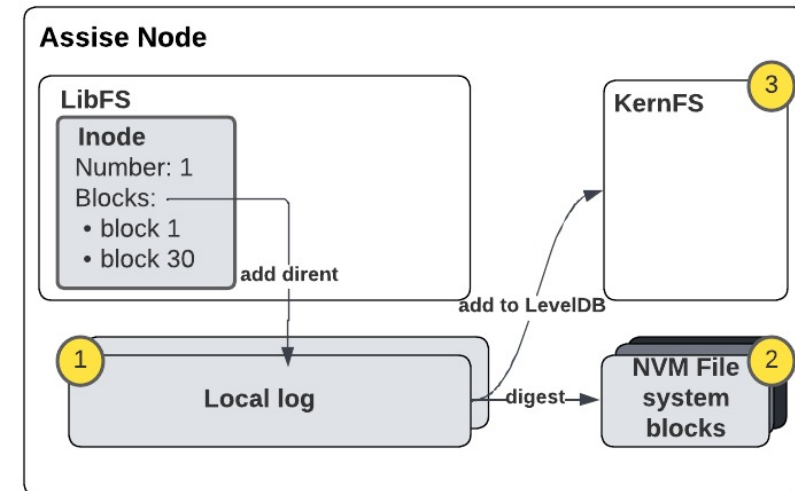 Assise Node
LibFS
Inode
Number: 1
Blocks:
• block 1
• block 30
add dirent
KernFS
3
add to LevelDB
1
Local log
digest
2
NVM File
system
blocks